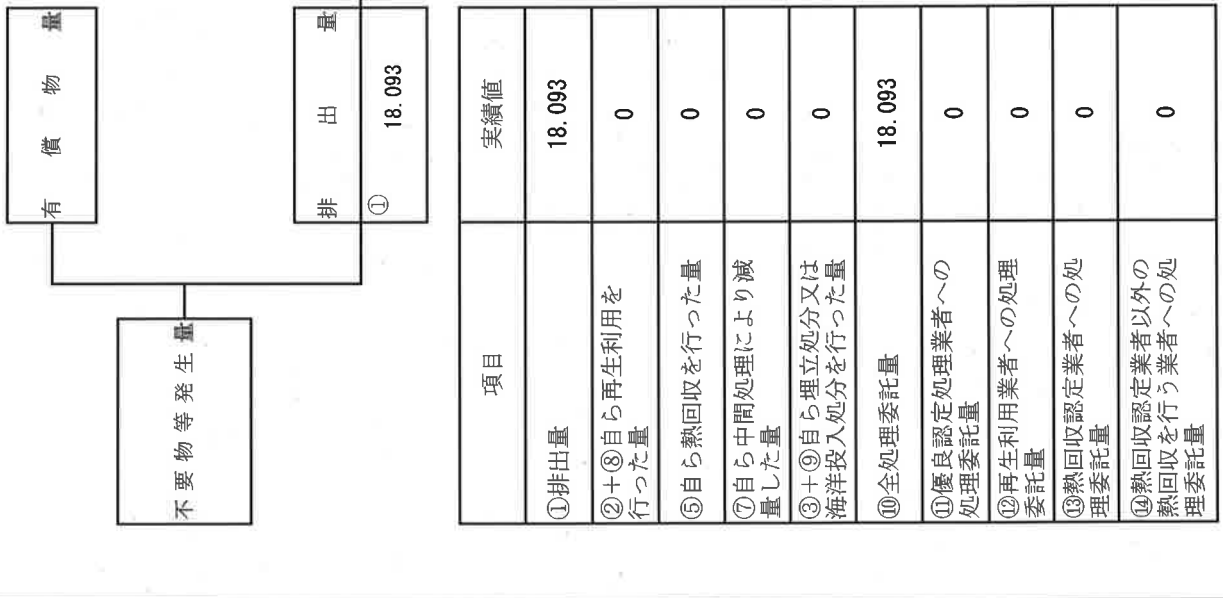 有償物量
不要物等発生量
排出量
①
18.093
項目
実績値
①排出量
18.093
②+⑧自ら再生利用を
行った量
0
⑤自ら熱回収を行った量
0
⑦自ら中間処理により減
量した量
0
③+⑨自ら埋立処分又は
海洋投入処分を行った量
0
⑩全処理委託量
18.093
⑪優良認定処理業者への
処理委託量
0
⑫再生利用業者への処理
委託量
0
⑬熱回収認定業者への処
理委託量
0
⑭熱回収認定業者以外の
熱回収を行う業者への処
理委託量
0